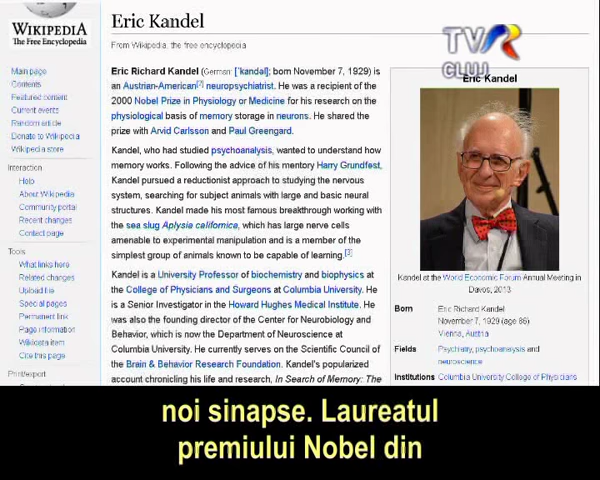 WIKIPEDIA
The Free Encyclopedia
Main page
Contents
Featured content
Current events
Random article
Donate to Wikipedia
Wikipedia store
Interaction
Help
About Wikipedia
Community portal
Recent changes
Contact page
Tools
What links here
Related changes
Upload file
Special pages
Permanent link
Page information
Wikidata item
Cite this page
Print/export
Eric Kandel
From Wikipedia, the free encyclopedia
Eric Richard Kandel (German: [ˈkandəl]; born November 7, 1929) is
an Austrian-American[2] neuropsychiatrist. He was a recipient of the
2000 Nobel Prize in Physiology or Medicine for his research on the
physiological basis of memory storage in neurons. He shared the
prize with Arvid Carlsson and Paul Greengard.
Kandel, who had studied psychoanalysis, wanted to understand how
memory works. Following the advice of his mentory Harry Grundfest,
Kandel pursued a reductionist approach to studying the nervous
system, searching for subject animals with large and basic neural
structures. Kandel made his most famous breakthrough working with
the sea slug Aplysia californice, which has large nerve cells
amenable to experimental manipulation and is a member of the
simplest group of animals known to be capable of learning.[3]
Kandel is a University Professor of biochemistry and biophysics at
the College of Physicians and Surgeons at Columbia University. He
is a Senior Investigator in the Howard Hughes Medical Institute. He
was also the founding director of the Center for Neurobiology and
Behavior, which is now the Department of Neuroscience at
Columbia University. He currently serves on the Scientific Council of
the Brain & Behavior Research Foundation. Kandel's popularized
account chronicling his life and research, In Search of Memory: The
TVR
CLUJ
Eric Kandel
Kandel at the World Economic Forum Annual Meeting in
Davos, 2013
Born Eric Richard Kandel
November 7, 1929 (age 86)
Vienna, Austria
Fields Psychiatry, psychoanalysis and
neuroscience
Institutions Columbia University College of Physicians
noi sinapse. Laureatul
premiului Nobel din